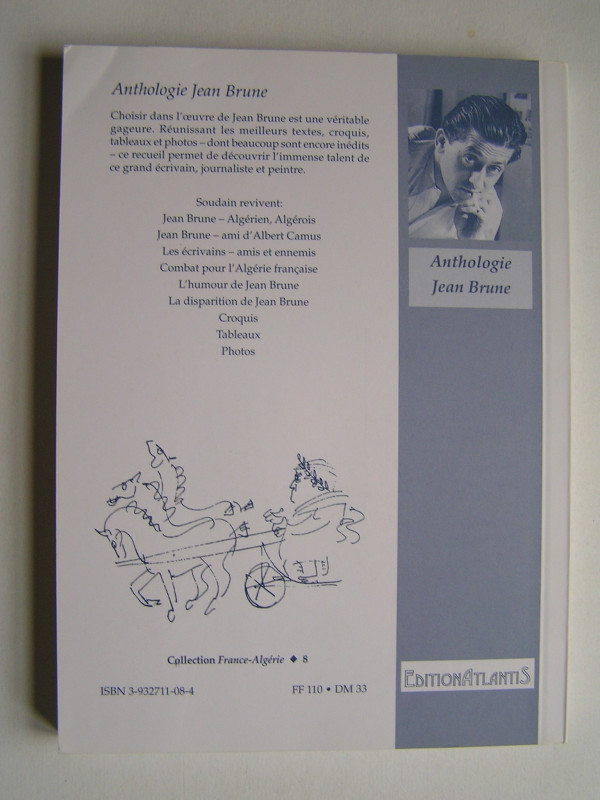 Anthologie Jean Brune
Choisir dans l'œuvre de Jean Brune est une véritable
gageure. Réunissant les meilleurs textes, croquis,
tableaux et photos – dont beaucoup sont encore inédits
– ce recueil permet de découvrir l'immense talent de
ce grand écrivain, journaliste et peintre.
Soudain revivent:
Jean Brune – Algérien, Algérois
Jean Brune – ami d'Albert Camus
Les écrivains – amis et ennemis
Combat pour l'Algérie française
L'humour de Jean Brune
La disparition de Jean Brune
Croquis
Tableaux
Photos
Collection France-Algérie ◆ 8
ISBN 3-932711-08-4 FF 110 • DM 33
Anthologie
Jean Brune
EDITIONATLANTIS